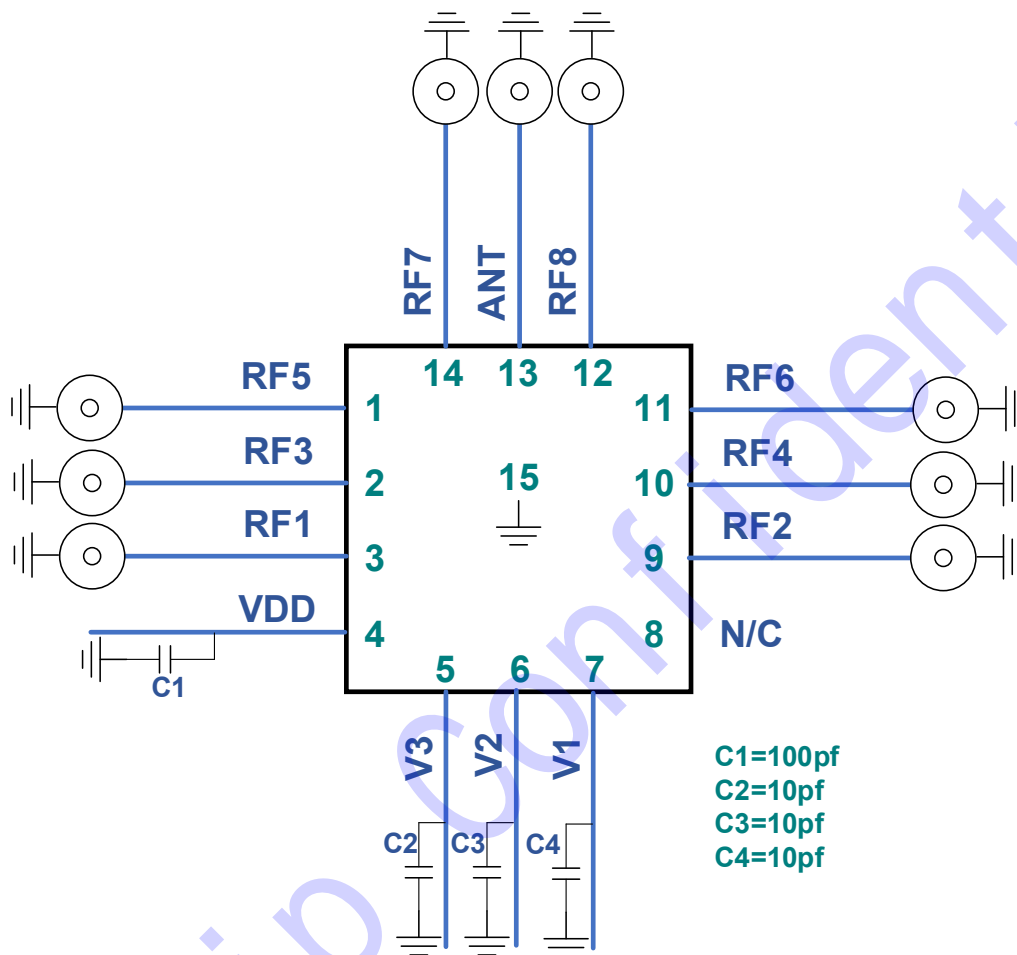 RF7
ANT
RF8
14
13
12
RF5
1
11
RF6
RF3
2
15
10
RF4
RF1
3
9
RF2
VDD
4
8
N/C
C1
5
6
7
V3
V2
V1
C2
C3
C4
C1=100pf
C2=10pf
C3=10pf
C4=10pf
ip Confident